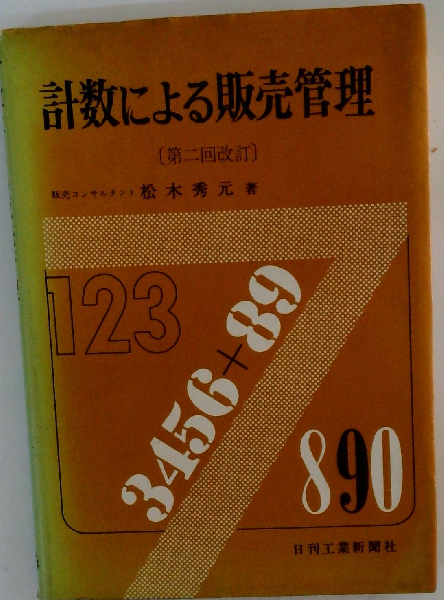 計数による販売管理
〔第二回改訂〕
販売コンサルタント 松木秀元 著
123
3456+89
7
890
日刊工業新聞社